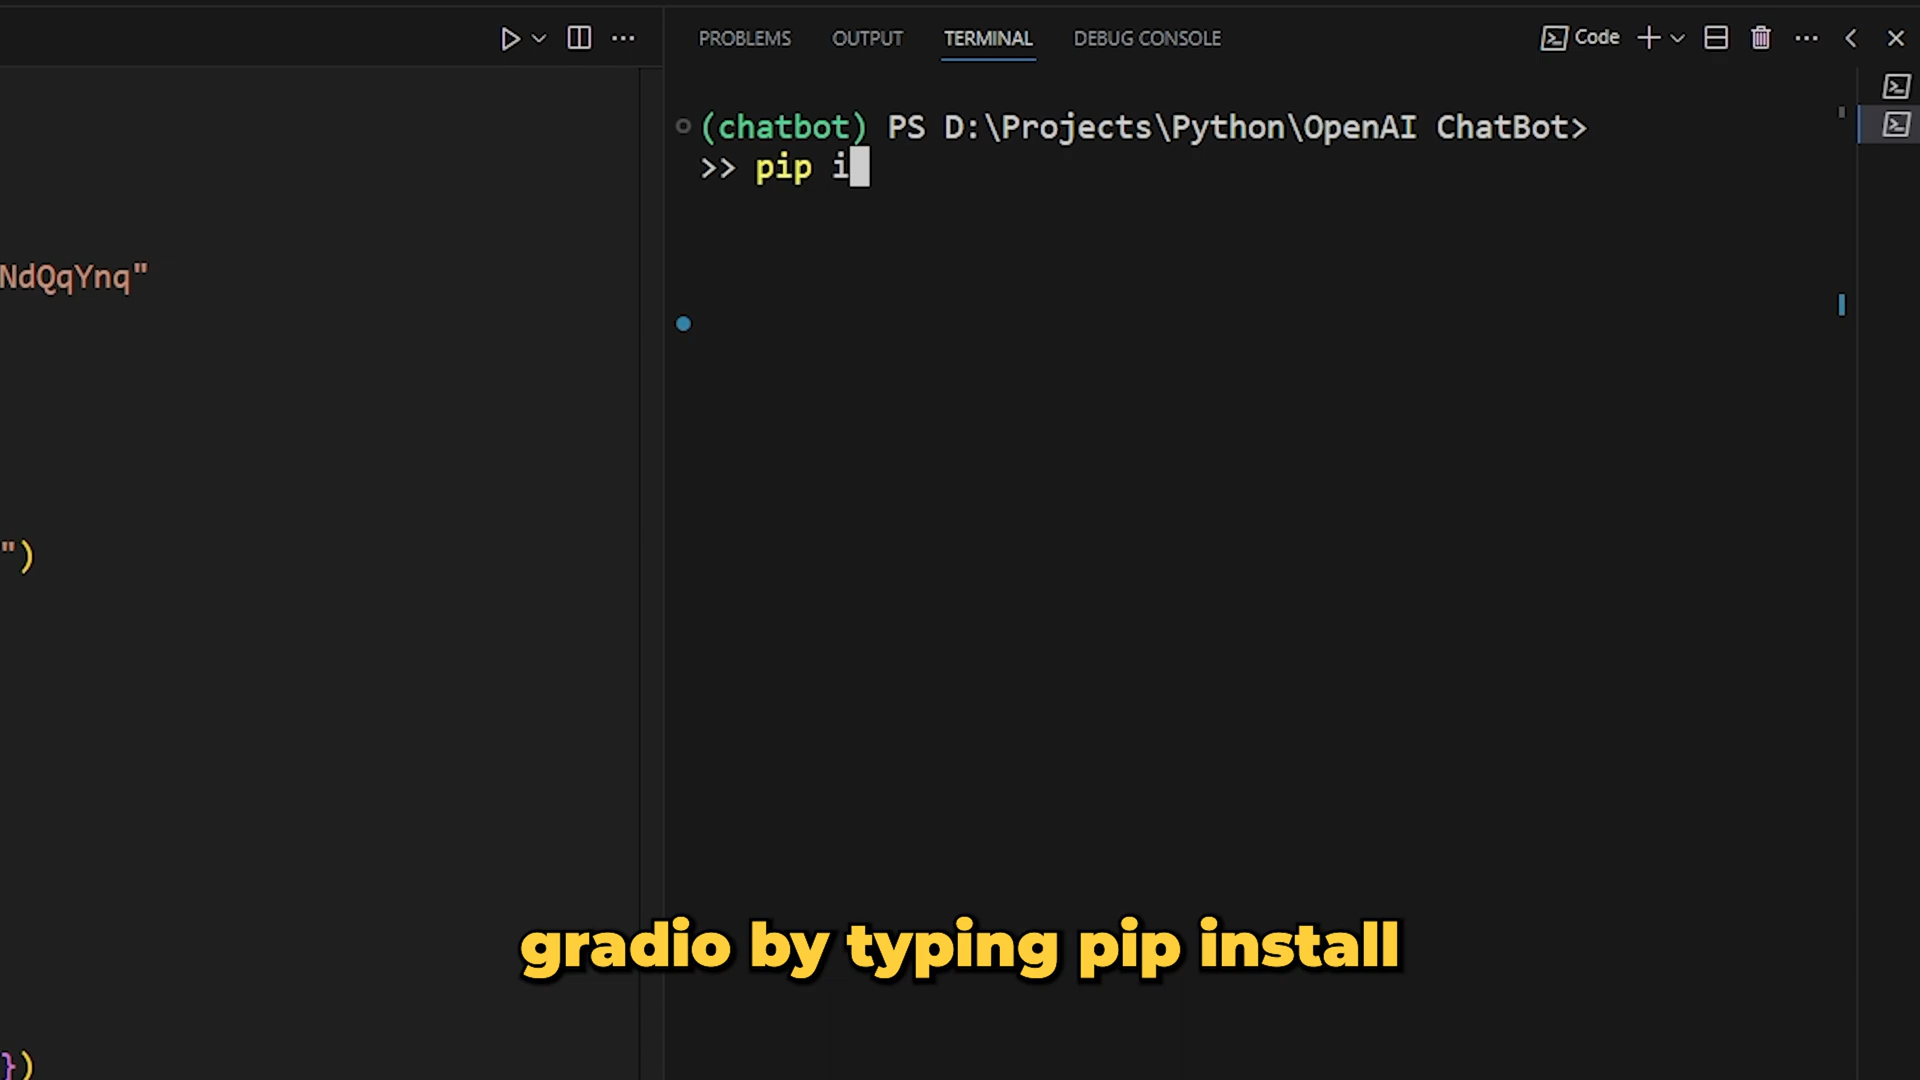 PROBLEMS OUTPUT TERMINAL DEBUG CONSOLE Code
(chatbot) PS D:\Projects\Python\OpenAI ChatBot>
>> pip i
NdQqYnq"
")
gradio by typing pip install
})